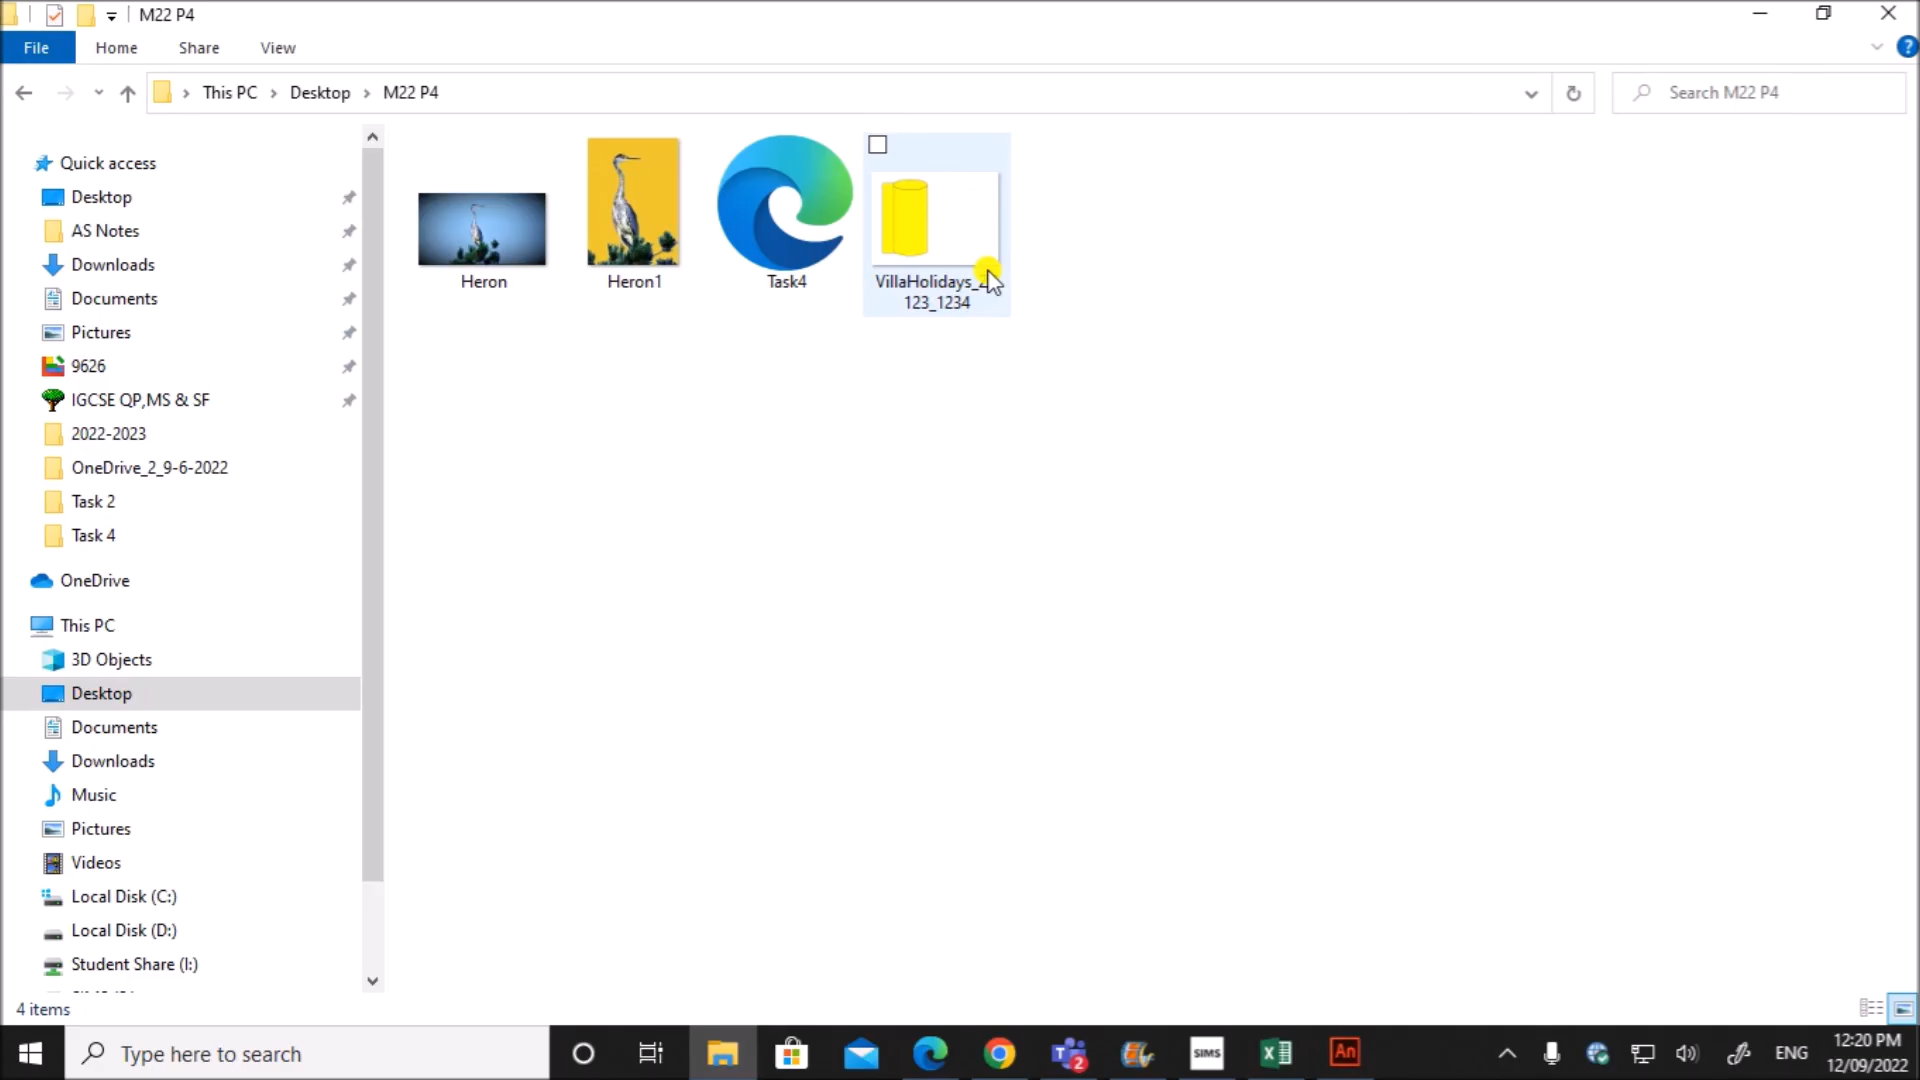 M22 P4
File Home Share View
This PC Desktop M22 P4
Search M22 P4
Quick access
Desktop
AS Notes
Downloads
Documents
Pictures
9626
IGCSE QP,MS & SF
2022-2023
OneDrive_2_9-6-2022
Task 2
Task 4
OneDrive
This PC
3D Objects
Desktop
Documents
Downloads
Music
Pictures
Videos
Local Disk (C:)
Local Disk (D:)
Student Share (I:)
Heron
Heron1
Task4
VillaHolidays_
123_1234
4 items
Type here to search
2
SIMS
An
ENG
12:20 PM
12/09/2022